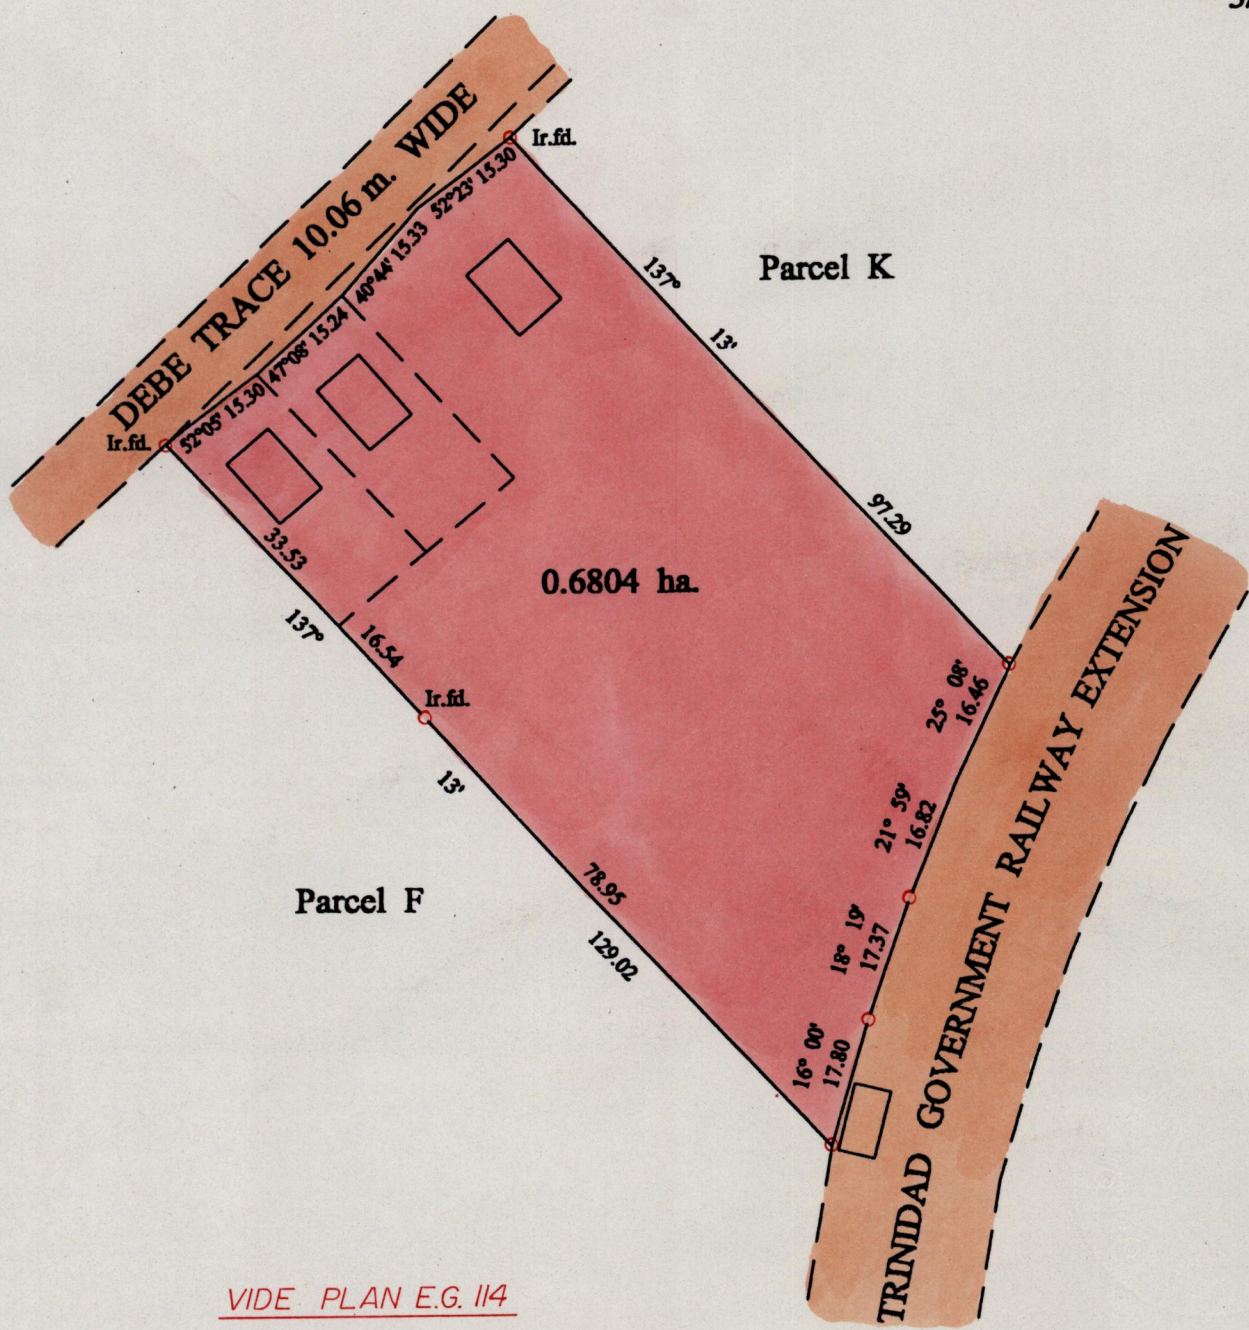 DEBE TRACE 10.06 m. WIDE
Ir.fd.
52°23' 15.30
40°44' 15.33
47°08' 15.24
52°05' 15.30
Ir.fd.
Parcel K
137°
13'
97.29
33.53
137°
16.54
Ir.fd.
13'
0.6804 ha.
78.95
129.02
Parcel F
25° 08'
16.46
21° 59'
16.82
18° 19'
17.37
16° 00'
17.80
TRINIDAD GOVERNMENT RAILWAY EXTENSION
VIDE PLAN E.G. 114